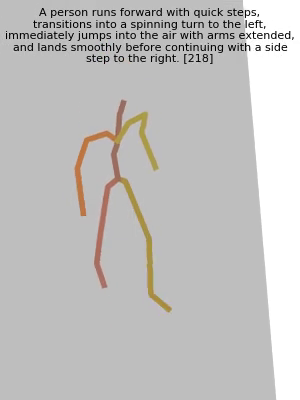 A person runs forward with quick steps,
transitions into a spinning turn to the left,
immediately jumps into the air with arms extended,
and lands smoothly before continuing with a side
step to the right. [218]